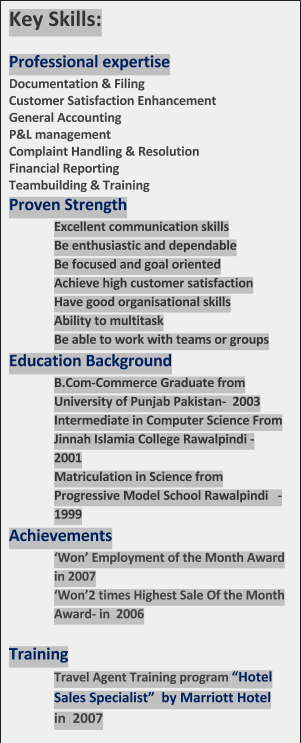 Key Skills:
Professional expertise
Documentation & Filing
Customer Satisfaction Enhancement
General Accounting
P&L management
Complaint Handling & Resolution
Financial Reporting
Teambuilding & Training
Proven Strength
Excellent communication skills
Be enthusiastic and dependable
Be focused and goal oriented
Achieve high customer satisfaction
Have good organisational skills
Ability to multitask
Be able to work with teams or groups
Education Background
B.Com-Commerce Graduate from
University of Punjab Pakistan-  2003
Intermediate in Computer Science From
Jinnah Islamia College Rawalpindi -
2001
Matriculation in Science from
Progressive Model School Rawalpindi   -
1999
Achievements
‘Won’ Employment of the Month Award
in 2007
‘Won’2 times Highest Sale Of the Month
Award- in  2006
Training
Travel Agent Training program “Hotel
Sales Specialist”  by Marriott Hotel
in  2007